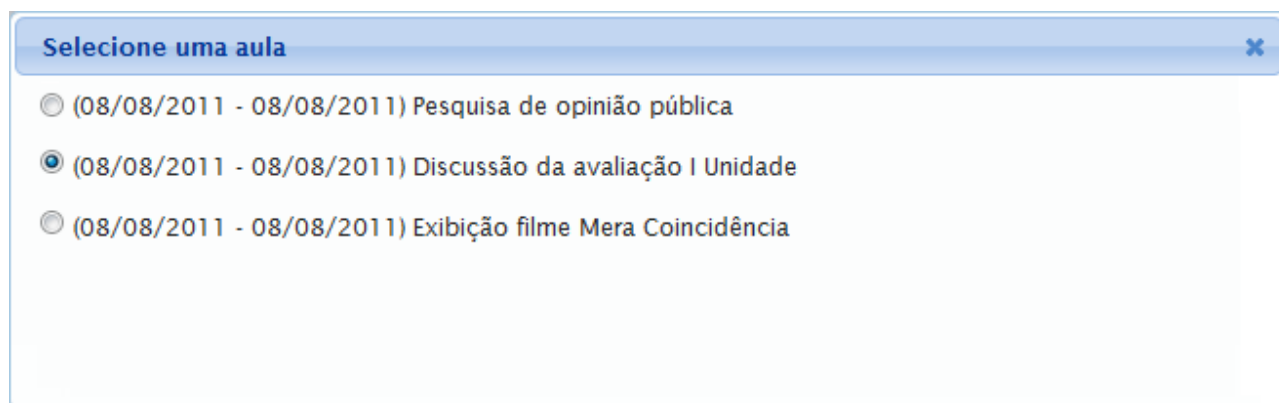 Selecione uma aula
(08/08/2011 - 08/08/2011) Pesquisa de opinião pública
(08/08/2011 - 08/08/2011) Discussão da avaliação I Unidade
(08/08/2011 - 08/08/2011) Exibição filme Mera Coincidência